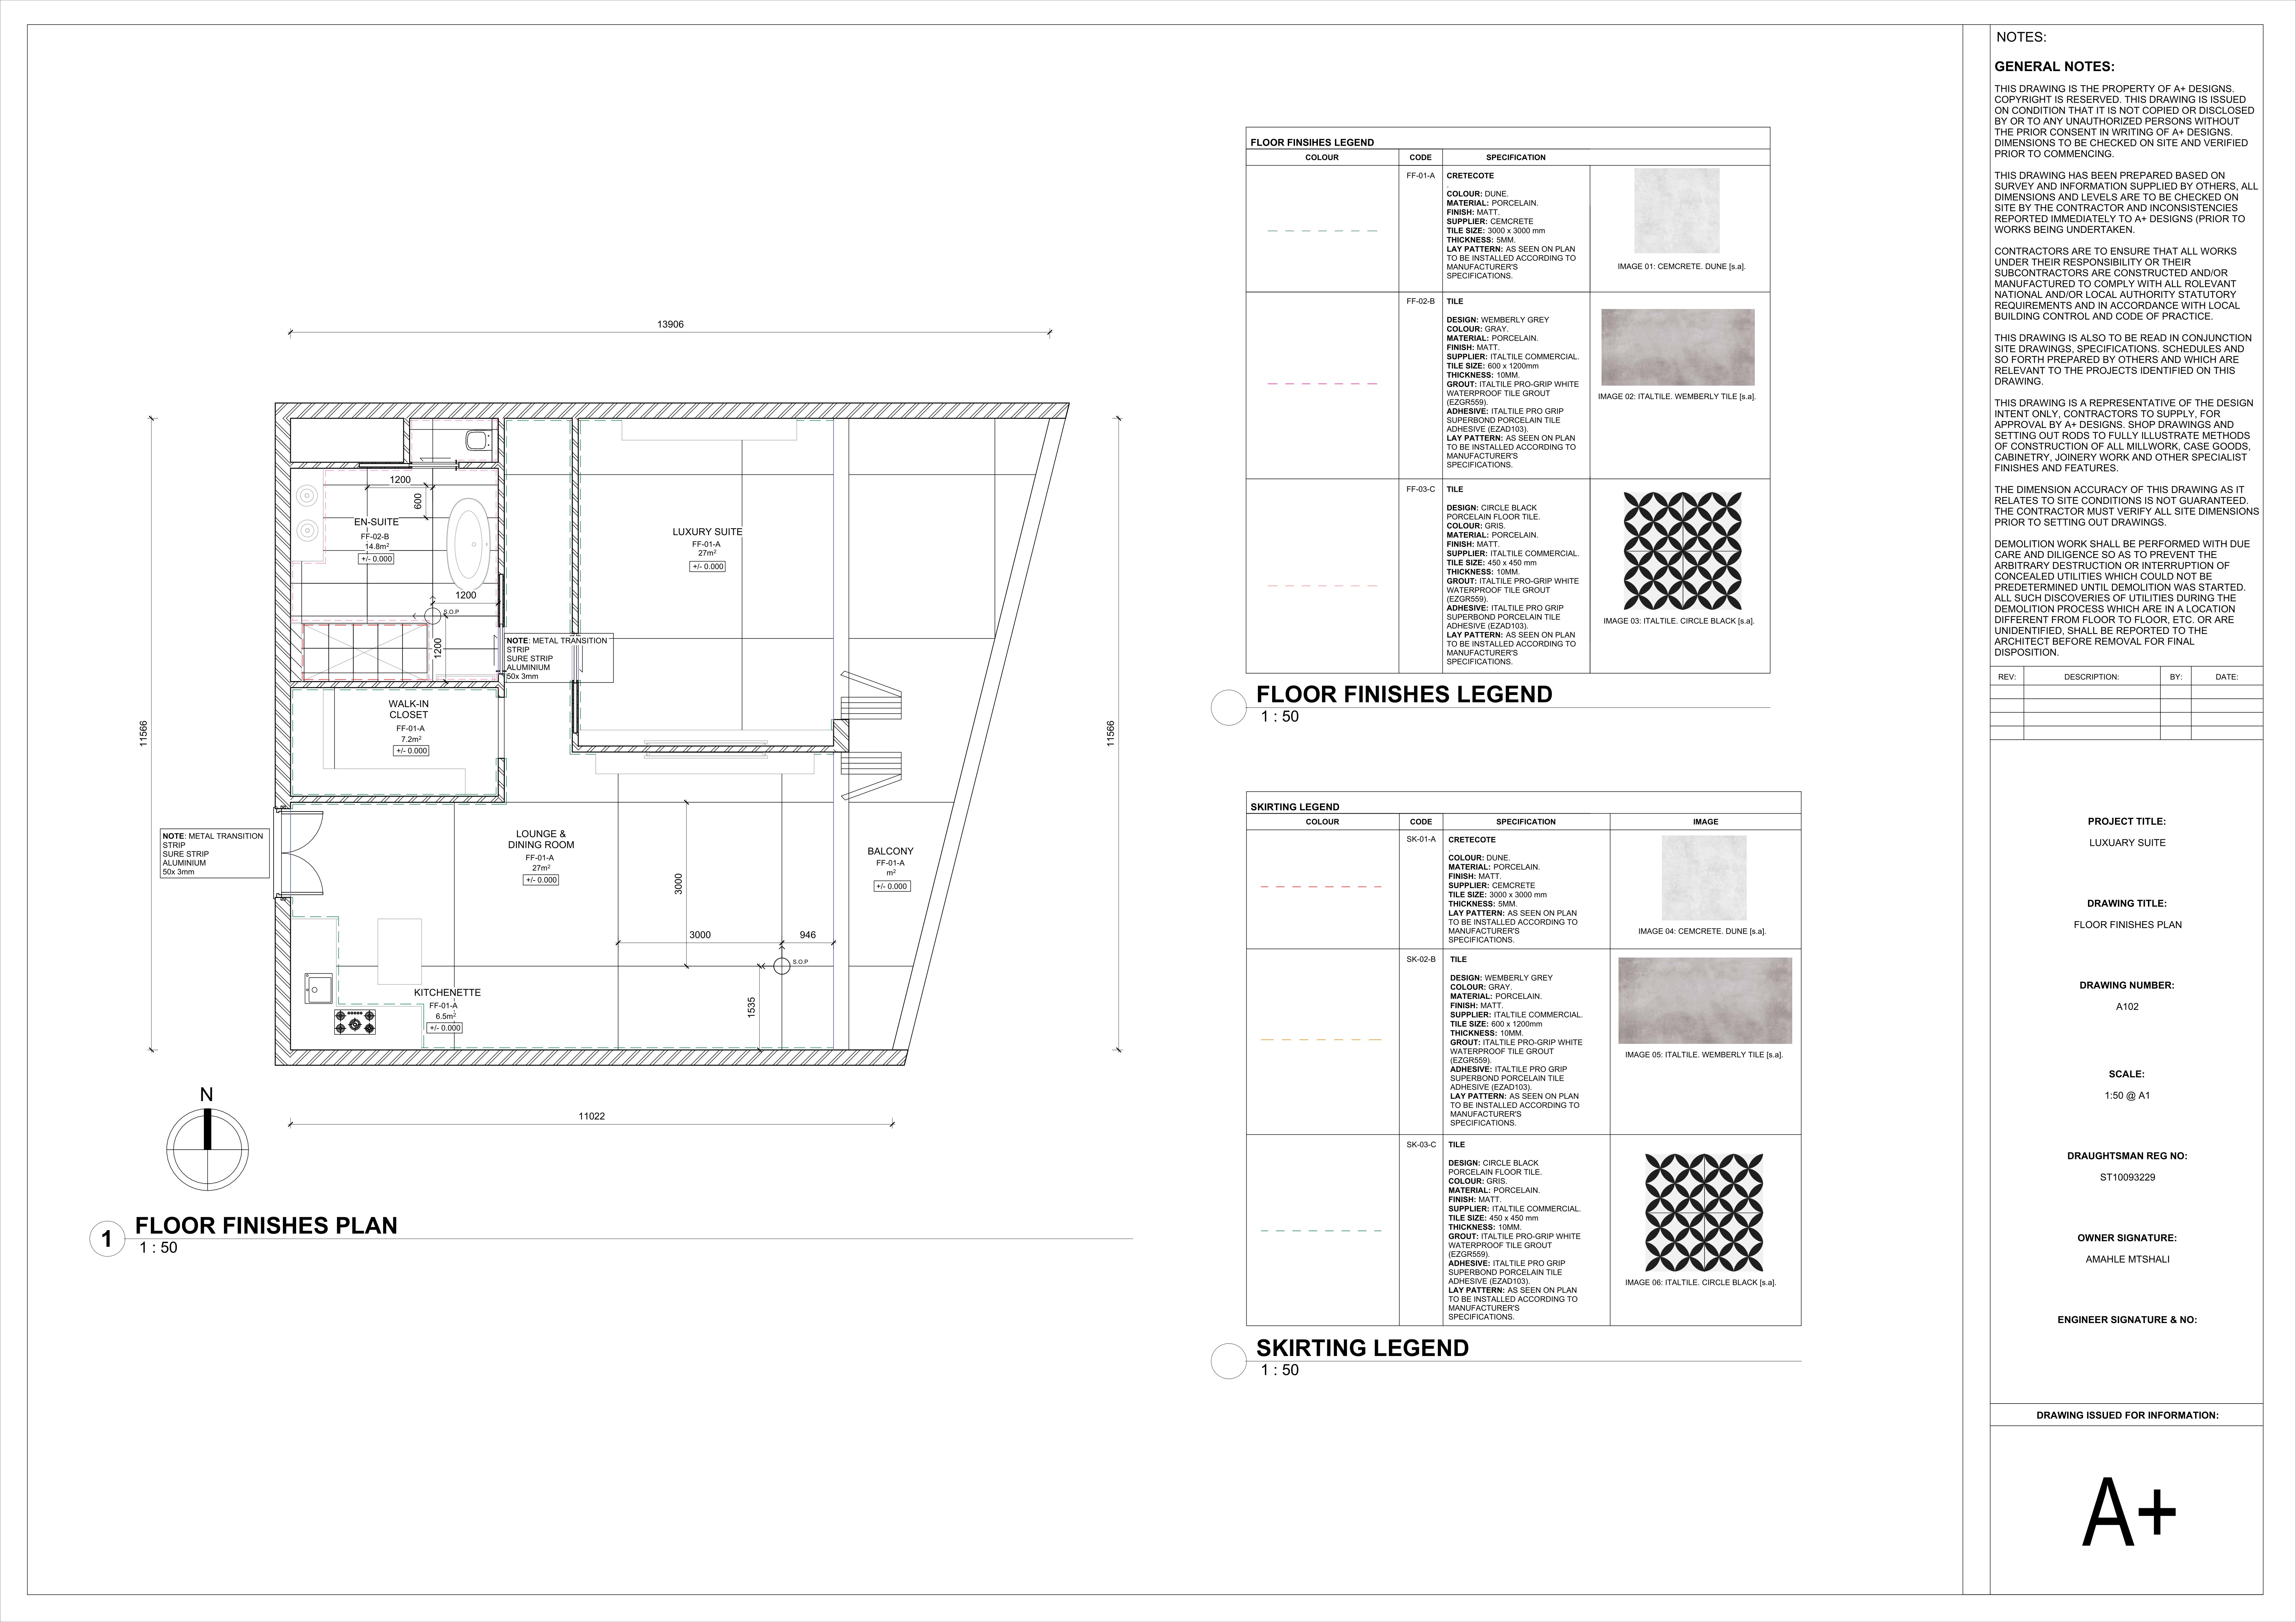 13906
1200
600
EN-SUITE
FF-02-B
14.8m²
+/- 0.000
LUXURY SUITE
FF-01-A
27m²
+/- 0.000
1200
S.O.P
1200
NOTE: METAL TRANSITION
STRIP
SURE STRIP
ALUMINIUM
50x 3mm
WALK-IN
CLOSET
FF-01-A
7.2m²
+/- 0.000
11566
11566
NOTE: METAL TRANSITION
STRIP
SURE STRIP
ALUMINIUM
50x 3mm
LOUNGE &
DINING ROOM
FF-01-A
27m²
+/- 0.000
BALCONY
FF-01-A
m²
+/- 0.000
3000
3000
946
S.O.P
1535
KITCHENETTE
FF-01-A
6.5m²
+/- 0.000
11022
N
1
FLOOR FINISHES PLAN
1 : 50
FLOOR FINSIHES LEGEND
COLOUR CODE SPECIFICATION
FF-01-A CRETECOTE
.
COLOUR: DUNE.
MATERIAL: PORCELAIN.
FINISH: MATT.
SUPPLIER: CEMCRETE
TILE SIZE: 3000 x 3000 mm
THICKNESS: 5MM.
LAY PATTERN: AS SEEN ON PLAN
TO BE INSTALLED ACCORDING TO
MANUFACTURER'S
SPECIFICATIONS.
IMAGE 01: CEMCRETE. DUNE [s.a].
FF-02-B TILE
DESIGN: WEMBERLY GREY
COLOUR: GRAY.
MATERIAL: PORCELAIN.
FINISH: MATT.
SUPPLIER: ITALTILE COMMERCIAL.
TILE SIZE: 600 x 1200mm
THICKNESS: 10MM.
GROUT: ITALTILE PRO-GRIP WHITE
WATERPROOF TILE GROUT
(EZGR559).
ADHESIVE: ITALTILE PRO GRIP
SUPERBOND PORCELAIN TILE
ADHESIVE (EZAD103).
LAY PATTERN: AS SEEN ON PLAN
TO BE INSTALLED ACCORDING TO
MANUFACTURER'S
SPECIFICATIONS.
IMAGE 02: ITALTILE. WEMBERLY TILE [s.a].
FF-03-C TILE
DESIGN: CIRCLE BLACK
PORCELAIN FLOOR TILE.
COLOUR: GRIS.
MATERIAL: PORCELAIN.
FINISH: MATT.
SUPPLIER: ITALTILE COMMERCIAL.
TILE SIZE: 450 x 450 mm
THICKNESS: 10MM.
GROUT: ITALTILE PRO-GRIP WHITE
WATERPROOF TILE GROUT
(EZGR559).
ADHESIVE: ITALTILE PRO GRIP
SUPERBOND PORCELAIN TILE
ADHESIVE (EZAD103).
LAY PATTERN: AS SEEN ON PLAN
TO BE INSTALLED ACCORDING TO
MANUFACTURER'S
SPECIFICATIONS.
IMAGE 03: ITALTILE. CIRCLE BLACK [s.a].
FLOOR FINISHES LEGEND
1 : 50
SKIRTING LEGEND
COLOUR CODE SPECIFICATION IMAGE
SK-01-A CRETECOTE
.
COLOUR: DUNE.
MATERIAL: PORCELAIN.
FINISH: MATT.
SUPPLIER: CEMCRETE
TILE SIZE: 3000 x 3000 mm
THICKNESS: 5MM.
LAY PATTERN: AS SEEN ON PLAN
TO BE INSTALLED ACCORDING TO
MANUFACTURER'S
SPECIFICATIONS.
IMAGE 04: CEMCRETE. DUNE [s.a].
SK-02-B TILE
DESIGN: WEMBERLY GREY
COLOUR: GRAY.
MATERIAL: PORCELAIN.
FINISH: MATT.
SUPPLIER: ITALTILE COMMERCIAL.
TILE SIZE: 600 x 1200mm
THICKNESS: 10MM.
GROUT: ITALTILE PRO-GRIP WHITE
WATERPROOF TILE GROUT
(EZGR559).
ADHESIVE: ITALTILE PRO GRIP
SUPERBOND PORCELAIN TILE
ADHESIVE (EZAD103).
LAY PATTERN: AS SEEN ON PLAN
TO BE INSTALLED ACCORDING TO
MANUFACTURER'S
SPECIFICATIONS.
IMAGE 05: ITALTILE. WEMBERLY TILE [s.a].
SK-03-C TILE
DESIGN: CIRCLE BLACK
PORCELAIN FLOOR TILE.
COLOUR: GRIS.
MATERIAL: PORCELAIN.
FINISH: MATT.
SUPPLIER: ITALTILE COMMERCIAL.
TILE SIZE: 450 x 450 mm
THICKNESS: 10MM.
GROUT: ITALTILE PRO-GRIP WHITE
WATERPROOF TILE GROUT
(EZGR559).
ADHESIVE: ITALTILE PRO GRIP
SUPERBOND PORCELAIN TILE
ADHESIVE (EZAD103).
LAY PATTERN: AS SEEN ON PLAN
TO BE INSTALLED ACCORDING TO
MANUFACTURER'S
SPECIFICATIONS.
IMAGE 06: ITALTILE. CIRCLE BLACK [s.a].
SKIRTING LEGEND
1 : 50
NOTES:
GENERAL NOTES:
THIS DRAWING IS THE PROPERTY OF A+ DESIGNS.
COPYRIGHT IS RESERVED. THIS DRAWING IS ISSUED
ON CONDITION THAT IT IS NOT COPIED OR DISCLOSED
BY OR TO ANY UNAUTHORIZED PERSONS WITHOUT
THE PRIOR CONSENT IN WRITING OF A+ DESIGNS.
DIMENSIONS TO BE CHECKED ON SITE AND VERIFIED
PRIOR TO COMMENCING.
THIS DRAWING HAS BEEN PREPARED BASED ON
SURVEY AND INFORMATION SUPPLIED BY OTHERS, ALL
DIMENSIONS AND LEVELS ARE TO BE CHECKED ON
SITE BY THE CONTRACTOR AND INCONSISTENCIES
REPORTED IMMEDIATELY TO A+ DESIGNS (PRIOR TO
WORKS BEING UNDERTAKEN.
CONTRACTORS ARE TO ENSURE THAT ALL WORKS
UNDER THEIR RESPONSIBILITY OR THEIR
SUBCONTRACTORS ARE CONSTRUCTED AND/OR
MANUFACTURED TO COMPLY WITH ALL ROLEVANT
NATIONAL AND/OR LOCAL AUTHORITY STATUTORY
REQUIREMENTS AND IN ACCORDANCE WITH LOCAL
BUILDING CONTROL AND CODE OF PRACTICE.
THIS DRAWING IS ALSO TO BE READ IN CONJUNCTION
SITE DRAWINGS, SPECIFICATIONS. SCHEDULES AND
SO FORTH PREPARED BY OTHERS AND WHICH ARE
RELEVANT TO THE PROJECTS IDENTIFIED ON THIS
DRAWING.
THIS DRAWING IS A REPRESENTATIVE OF THE DESIGN
INTENT ONLY, CONTRACTORS TO SUPPLY, FOR
APPROVAL BY A+ DESIGNS. SHOP DRAWINGS AND
SETTING OUT RODS TO FULLY ILLUSTRATE METHODS
OF CONSTRUCTION OF ALL MILLWORK, CASE GOODS,
CABINETRY, JOINERY WORK AND OTHER SPECIALIST
FINISHES AND FEATURES.
THE DIMENSION ACCURACY OF THIS DRAWING AS IT
RELATES TO SITE CONDITIONS IS NOT GUARANTEED.
THE CONTRACTOR MUST VERIFY ALL SITE DIMENSIONS
PRIOR TO SETTING OUT DRAWINGS.
DEMOLITION WORK SHALL BE PERFORMED WITH DUE
CARE AND DILIGENCE SO AS TO PREVENT THE
ARBITRARY DESTRUCTION OR INTERRUPTION OF
CONCEALED UTILITIES WHICH COULD NOT BE
PREDETERMINED UNTIL DEMOLITION WAS STARTED.
ALL SUCH DISCOVERIES OF UTILITIES DURING THE
DEMOLITION PROCESS WHICH ARE IN A LOCATION
DIFFERENT FROM FLOOR TO FLOOR, ETC. OR ARE
UNIDENTIFIED, SHALL BE REPORTED TO THE
ARCHITECT BEFORE REMOVAL FOR FINAL
DISPOSITION.
REV: DESCRIPTION: BY: DATE:
PROJECT TITLE:
LUXUARY SUITE
DRAWING TITLE:
FLOOR FINISHES PLAN
DRAWING NUMBER:
A102
SCALE:
1:50 @ A1
DRAUGHTSMAN REG NO:
ST10093229
OWNER SIGNATURE:
AMAHLE MTSHALI
ENGINEER SIGNATURE & NO:
DRAWING ISSUED FOR INFORMATION:
A+